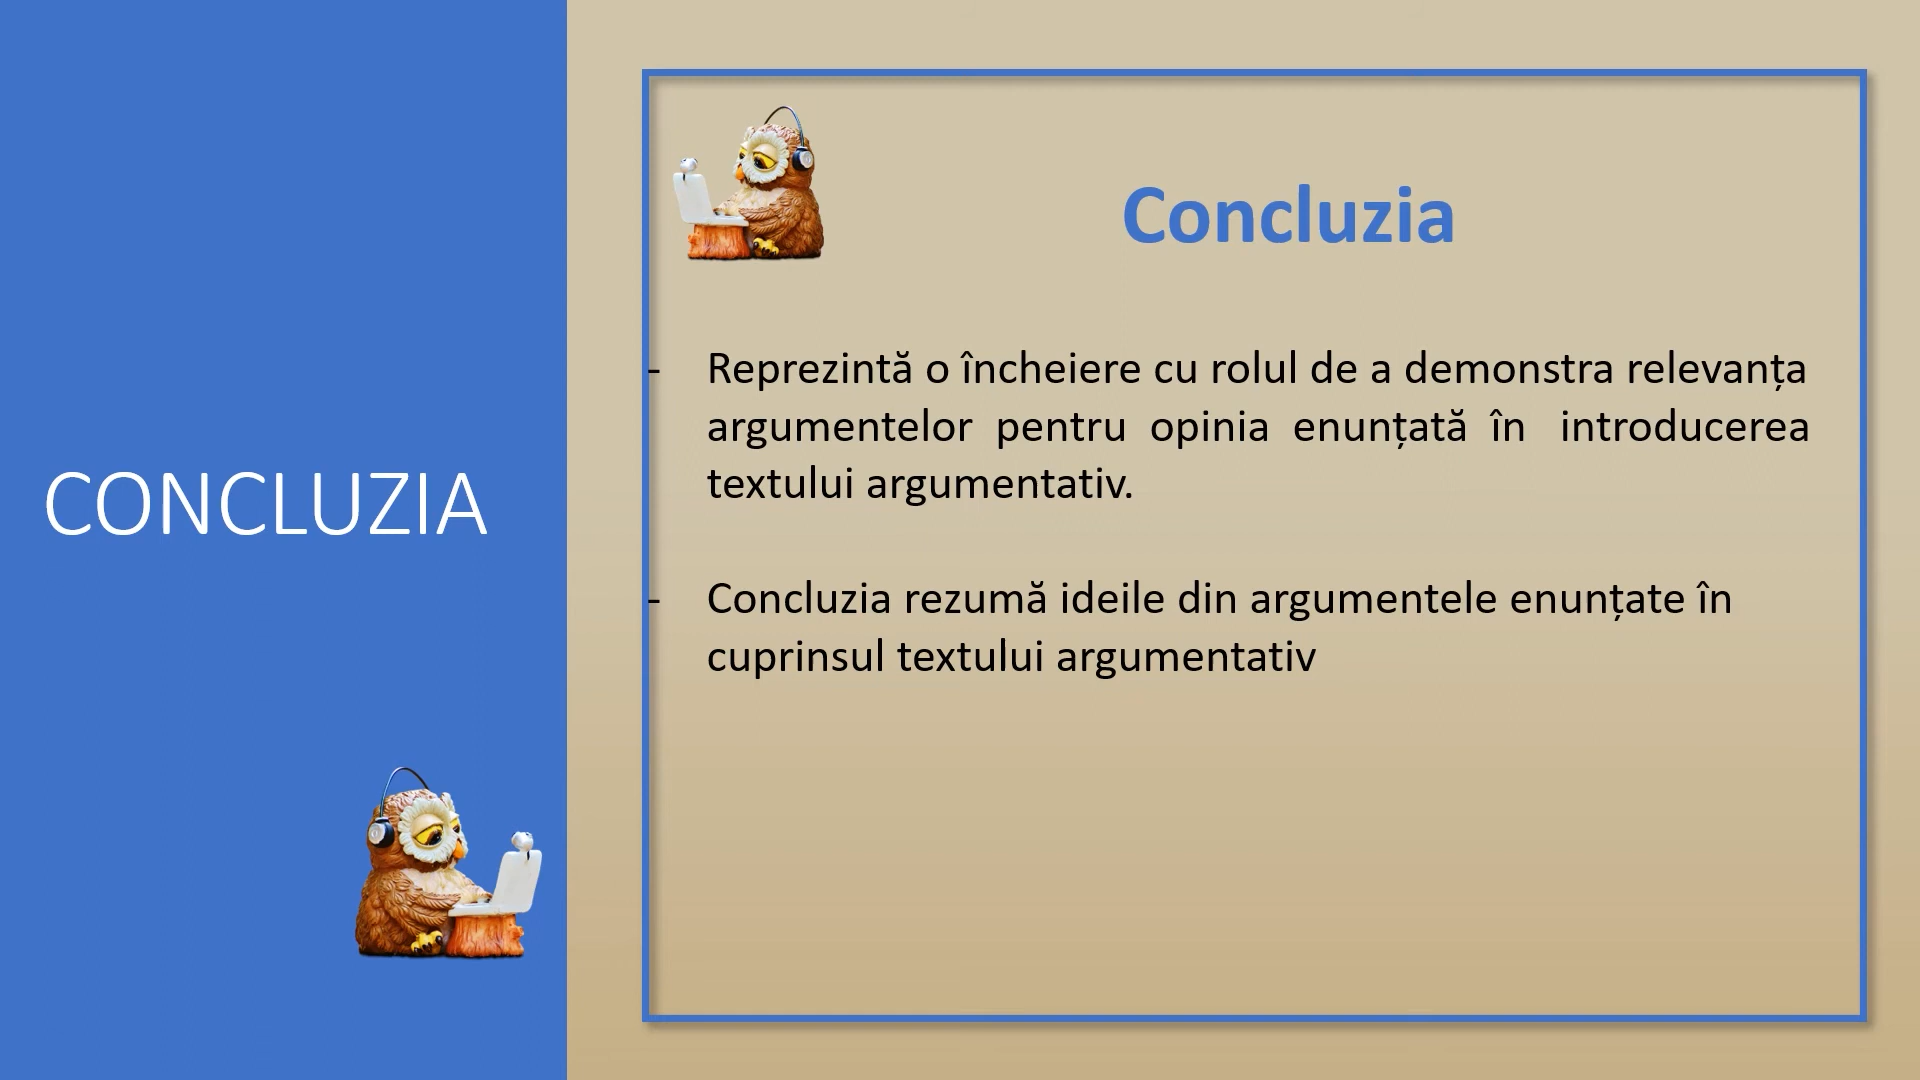 CONCLUZIA
Concluzia
- Reprezintă o încheiere cu rolul de a demonstra relevanța
argumentelor pentru opinia enunțată în introducerea
textului argumentativ.
- Concluzia rezumă ideile din argumentele enunțate în
cuprinsul textului argumentativ